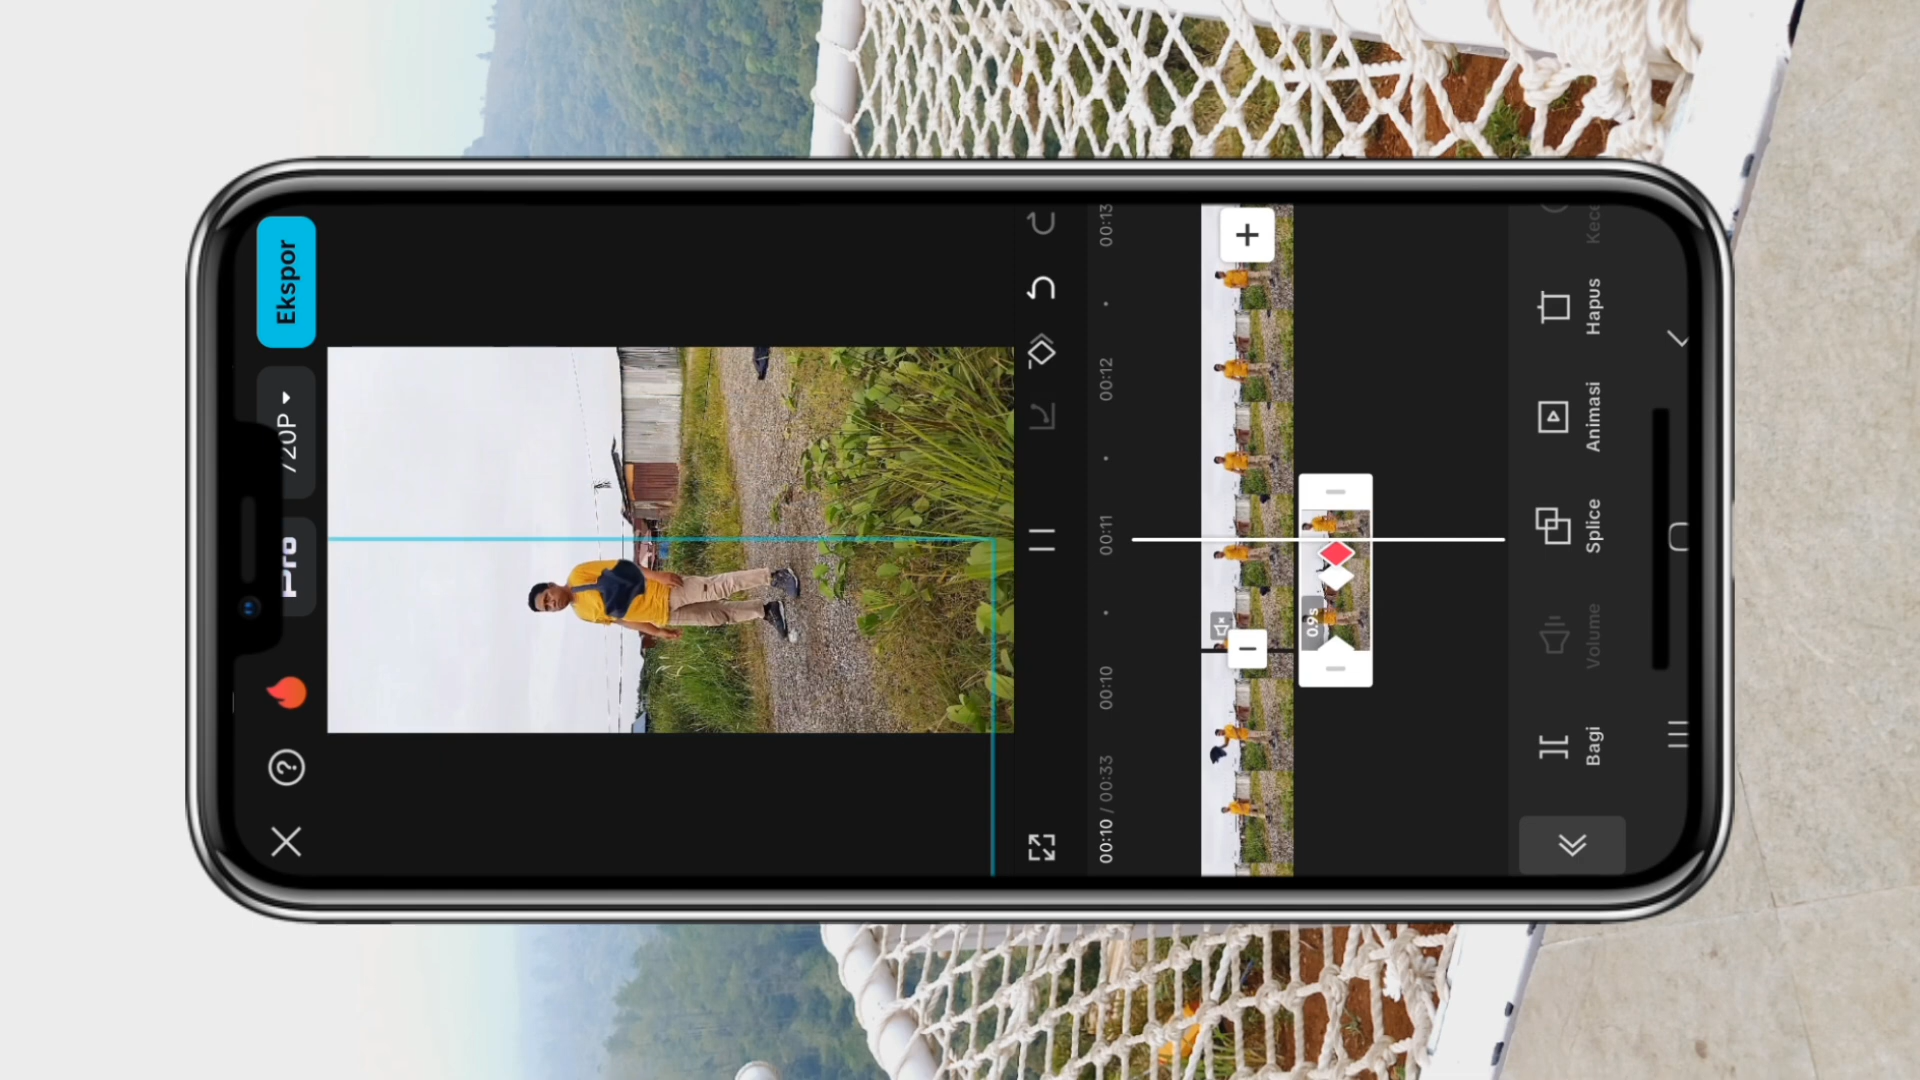 Pro
720P
Ekspor
00:10 / 00:33
00:10
00:11
00:12
00:13
0.9s
Bagi
Volume
Splice
Animasi
Hapus
Kece